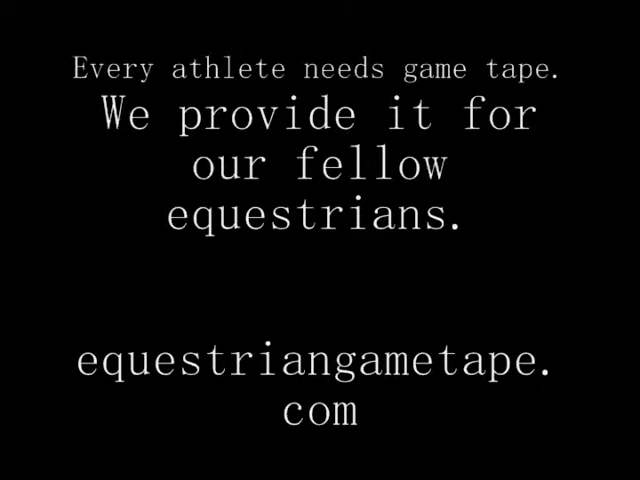 Every athlete needs game tape.
We provide it for
our fellow
equestrians.
equestriangametape.
com